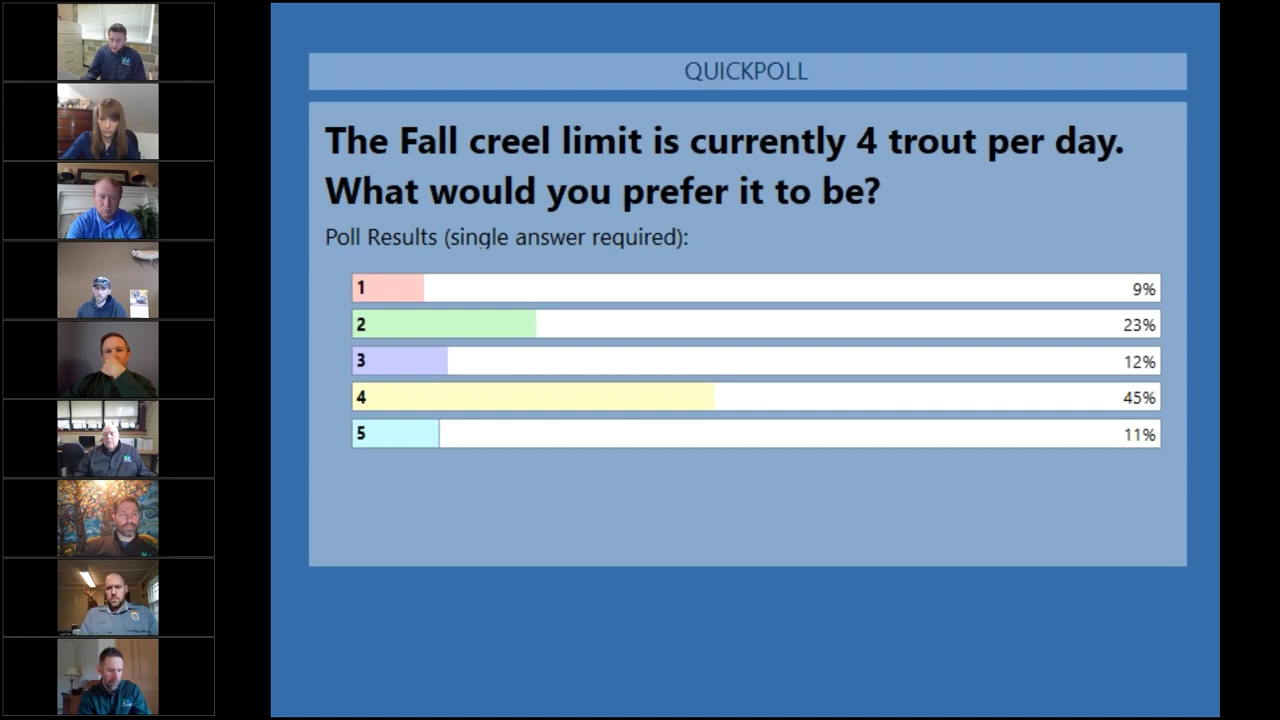 QUICKPOLL
The Fall creel limit is currently 4 trout per day.
What would you prefer it to be?
Poll Results (single answer required):
1 9%
2 23%
3 12%
4 45%
5 11%